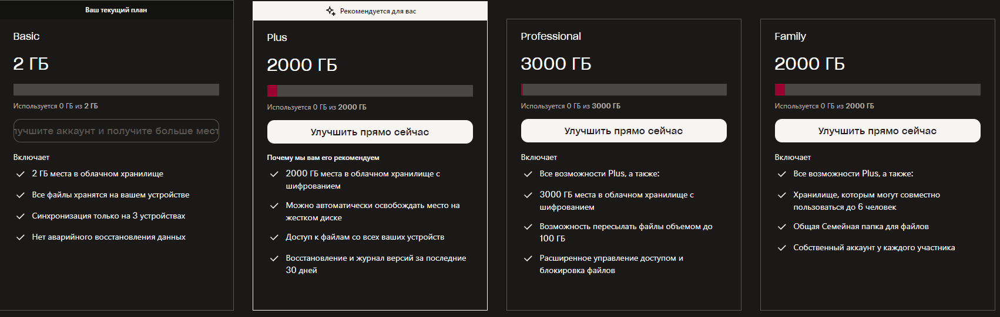 Ваш текущий план
Basic
2 ГБ
Используется 0 ГБ из 2 ГБ
лучшите аккаунт и получите больше мест
Включает
2 ГБ места в облачном хранилище
Все файлы хранятся на вашем устройстве
Синхронизация только на 3 устройствах
Нет аварийного восстановления данных
Рекомендуется для вас
Plus
2000 ГБ
Используется 0 ГБ из 2000 ГБ
Улучшить прямо сейчас
Почему мы вам его рекомендуем
2000 ГБ места в облачном хранилище с
шифрованием
Можно автоматически освобождать место на
жестком диске
Доступ к файлам со всех ваших устройств
Восстановление и журнал версий за последние
30 дней
Professional
3000 ГБ
Используется 0 ГБ из 3000 ГБ
Улучшить прямо сейчас
Включает
Все возможности Plus, а также:
3000 ГБ места в облачном хранилище с
шифрованием
Возможность пересылать файлы объемом до
100 ГБ
Расширенное управление доступом и
блокировка файлов
Family
2000 ГБ
Используется 0 ГБ из 2000 ГБ
Улучшить прямо сейчас
Включает
Все возможности Plus, а также:
Хранилище, которым могут совместно
пользоваться до 6 человек
Общая Семейная папка для файлов
Собственный аккаунт у каждого участника